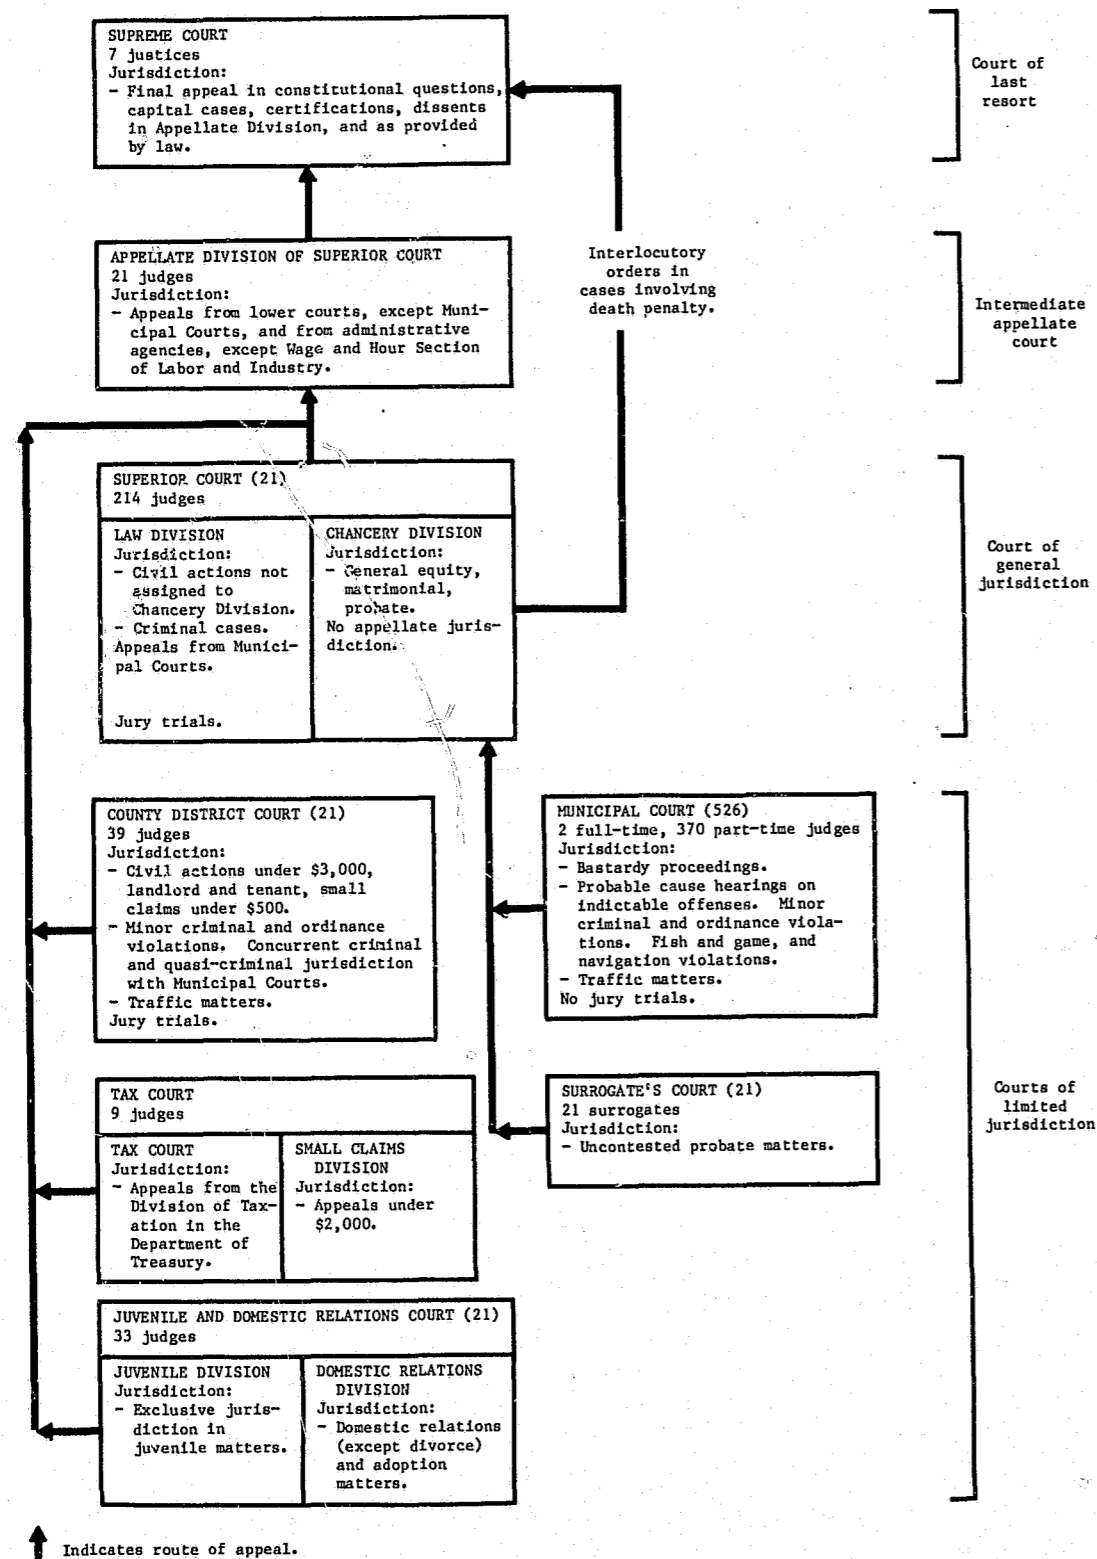 SUPREME COURT
7 justices
Jurisdiction:
- Final appeal in constitutional questions,
capital cases, certifications, dissents
in Appellate Division, and as provided
by law.
Court of
last
resort
APPELLATE DIVISION OF SUPERIOR COURT
21 judges
Jurisdiction:
- Appeals from lower courts, except Muni-
cipal Courts, and from administrative
agencies, except Wage and Hour Section
of Labor and Industry.
Interlocutory
orders in
cases involving
death penalty.
Intermediate
appellate
court
SUPERIOR COURT (21)
214 judges
LAW DIVISION
Jurisdiction:
- Civil actions not
assigned to
Chancery Division.
- Criminal cases.
Appeals from Munici-
pal Courts.
Jury trials.
CHANCERY DIVISION
Jurisdiction:
- General equity,
matrimonial,
probate.
No appellate juris-
diction.
Court of
general
jurisdiction
COUNTY DISTRICT COURT (21)
39 judges
Jurisdiction:
- Civil actions under $3,000,
landlord and tenant, small
claims under $500.
- Minor criminal and ordinance
violations. Concurrent criminal
and quasi-criminal jurisdiction
with Municipal Courts.
- Traffic matters.
Jury trials.
MUNICIPAL COURT (526)
2 full-time, 370 part-time judges
Jurisdiction:
- Bastardy proceedings.
- Probable cause hearings on
indictable offenses. Minor
criminal and ordinance viola-
tions. Fish and game, and
navigation violations.
- Traffic matters.
No jury trials.
TAX COURT
9 judges
TAX COURT
Jurisdiction:
- Appeals from the
Division of Tax-
ation in the
Department of
Treasury.
SMALL CLAIMS
DIVISION
Jurisdiction:
- Appeals under
$2,000.
SURROGATE'S COURT (21)
21 surrogates
Jurisdiction:
- Uncontested probate matters.
Courts of
limited
jurisdiction
JUVENILE AND DOMESTIC RELATIONS COURT (21)
33 judges
JUVENILE DIVISION
Jurisdiction:
- Exclusive juris-
diction in
juvenile matters.
DOMESTIC RELATIONS
DIVISION
Jurisdiction:
- Domestic relations
(except divorce)
and adoption
matters.
Indicates route of appeal.